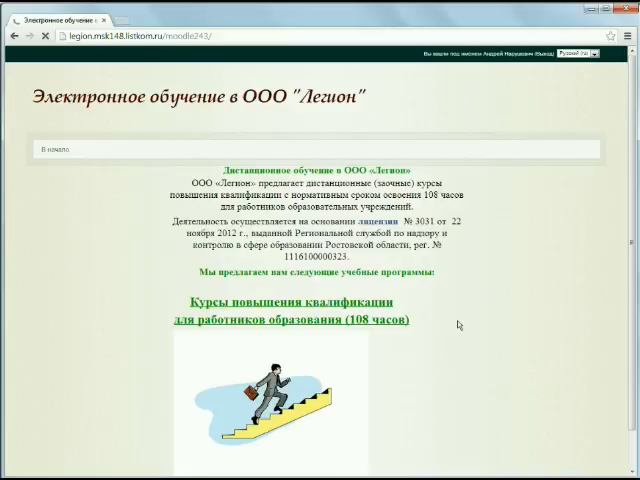 Электронное обучение в
legion.msk148.listkom.ru/moodle243/
Вы вошли под именем Андрей Нарушевич (Выход) Русский (ru)
Электронное обучение в ООО "Легион"
В начало
Дистанционное обучение в ООО «Легион»
ООО «Легион» предлагает дистанционные (заочные) курсы
повышения квалификации с нормативным сроком освоения 108 часов
для работников образовательных учреждений.
Деятельность осуществляется на основании лицензии № 3031 от 22
ноября 2012 г., выданной Региональной службой по надзору и
контролю в сфере образования Ростовской области, рег. №
1116100000323.
Мы предлагаем вам следующие учебные программы:
Курсы повышения квалификации
для работников образования (108 часов)